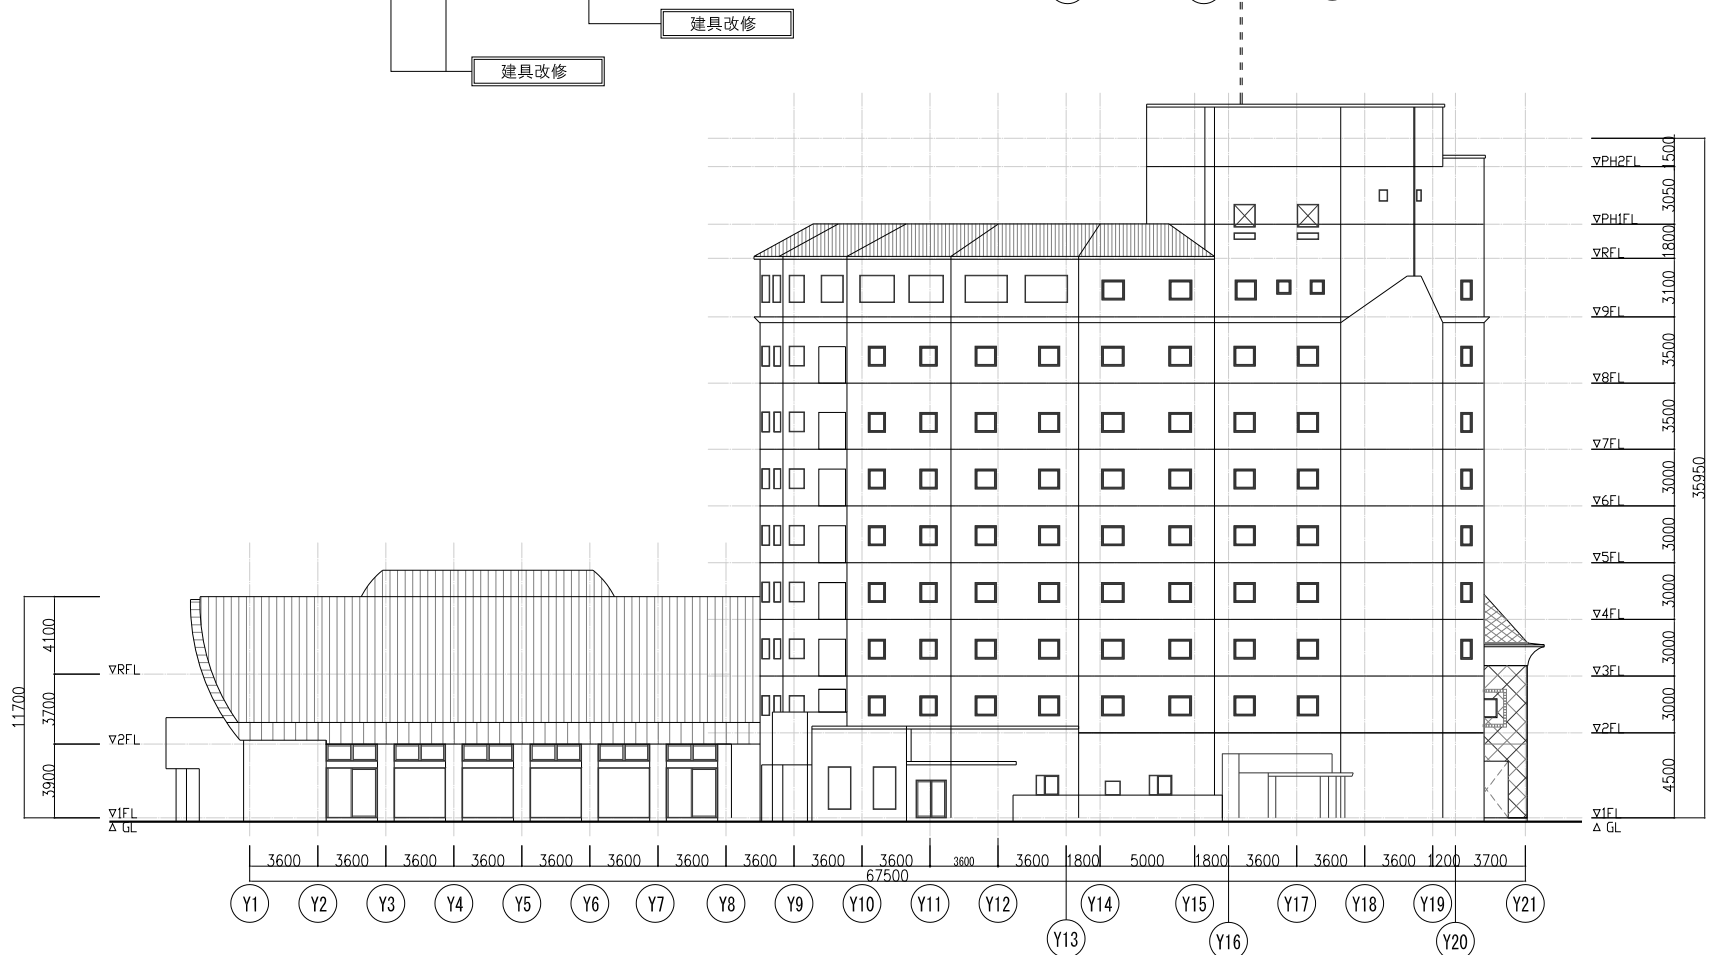 建具改修
建具改修
▽PH2FL
▽PH1FL
▽RFL
▽9FL
▽8FL
▽7FL
▽6FL
▽5FL
▽4FL
▽3FL
▽2FL
▽1FL
△ GL
1500
3050
1800
3100
3500
3500
3000
3000
3000
3000
3000
4500
35950
▽RFL
▽2FL
▽1FL
△ GL
4100
3700
3900
11700
3600 3600 3600 3600 3600 3600 3600 3600 3600 3600 3600 3600 1800 5000 1800 3600 3600 3600 1200 3700
67500
Y1 Y2 Y3 Y4 Y5 Y6 Y7 Y8 Y9 Y10 Y11 Y12 Y14 Y15 Y17 Y18 Y19 Y21
Y13 Y16 Y20